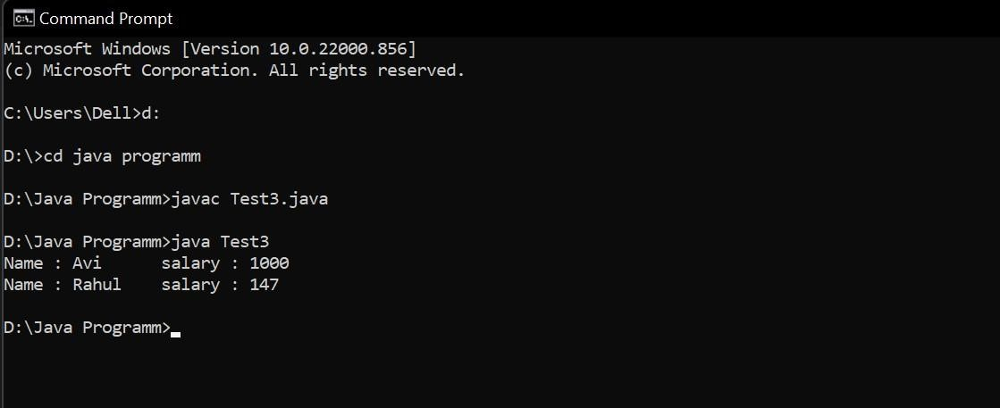 Command Prompt
Microsoft Windows [Version 10.0.22000.856]
(c) Microsoft Corporation. All rights reserved.
C:\Users\Dell>d:
D:\>cd java programm
D:\Java Programm>javac Test3.java
D:\Java Programm>java Test3
Name : Avi      salary : 1000
Name : Rahul    salary : 147
D:\Java Programm>